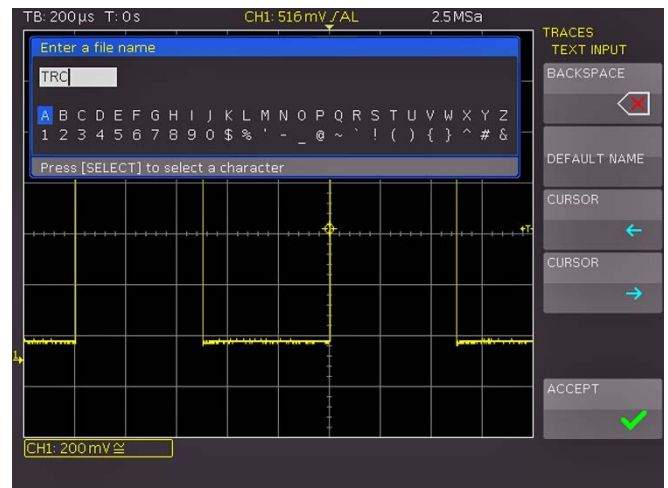 TB: 200µs T: 0s CH1: 516mV ∕AL 2.5MSa
TRACES
TEXT INPUT
Enter a file name
TRC
A B C D E F G H I J K L M N O P Q R S T U V W X Y Z
1 2 3 4 5 6 7 8 9 0 $ % ' - _ @ ~ ` ! ( ) { } ^ # &
Press [SELECT] to select a character
BACKSPACE
DEFAULT NAME
CURSOR
←
CURSOR
→
T
1
ACCEPT
CH1: 200mV≅